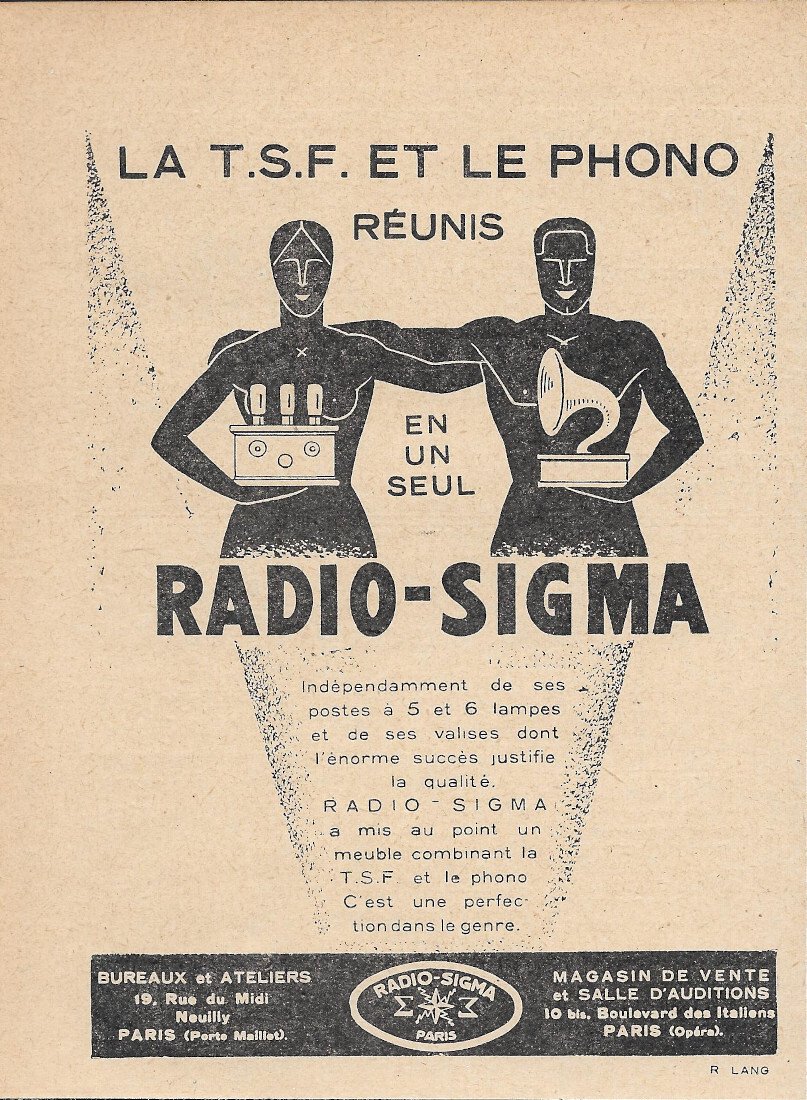 LA T.S.F. ET LE PHONO
RÉUNIS
EN
UN
SEUL
RADIO-SIGMA
Indépendamment de ses
postes à 5 et 6 lampes
et de ses valises dont
l'énorme succès justifie
la qualité.
RADIO-SIGMA
a mis au point un
meuble combinant la
T.S.F. et le phono
C'est une perfec-
tion dans le genre.
BUREAUX et ATELIERS
19, Rue du Midi
Neuilly
PARIS (Porte Maillot).
RADIO-SIGMA
Σ Σ
PARIS
MAGASIN DE VENTE
et SALLE D'AUDITIONS
10 bis, Boulevard des Italiens
PARIS (Opéra).
R LANG